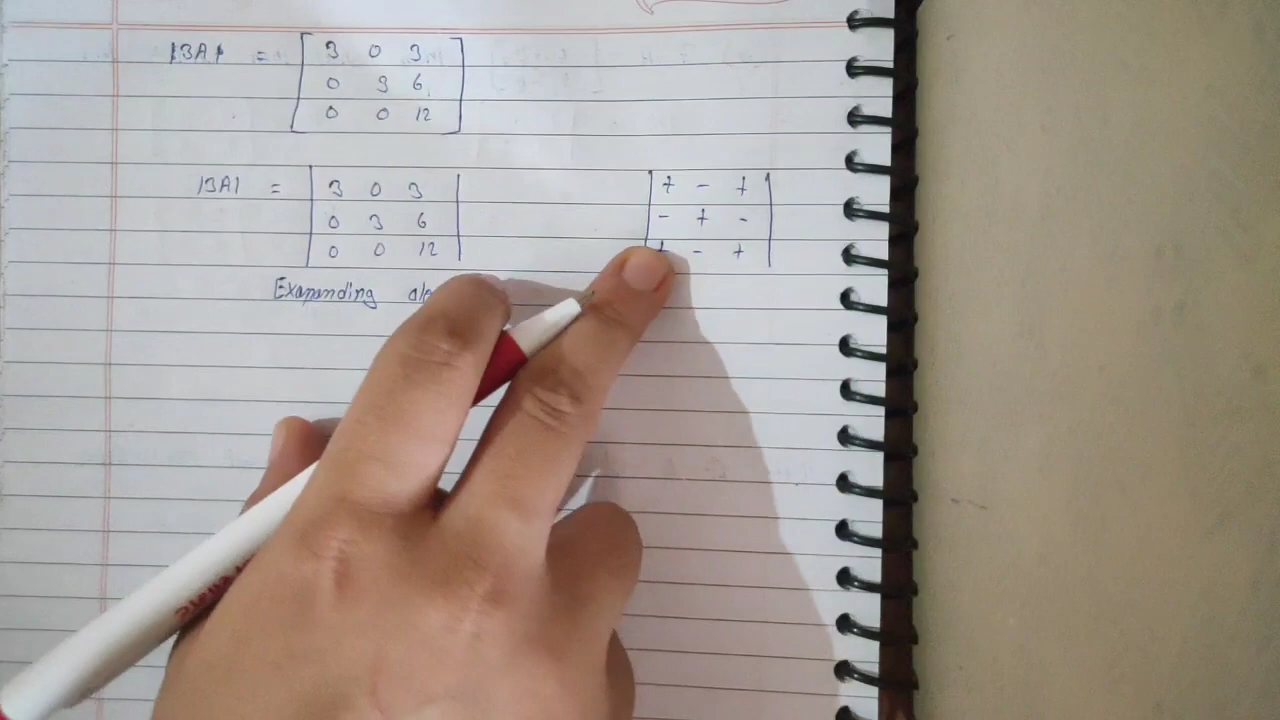 |3A| = [ 3 0 3
0 3 6
0 0 12 ]
|3A| = | 3 0 3 |
| 0 3 6 |
| 0 0 12 |
| + - + |
| - + - |
| + - + |
Exapanding